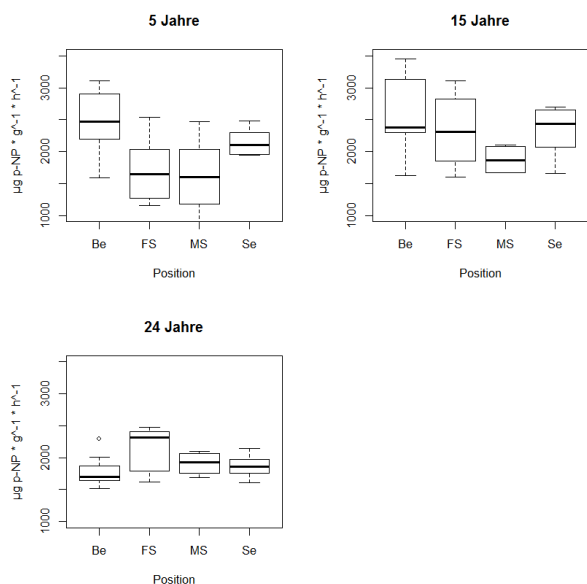 5 Jahre
µg p-NP * g^-1 * h^-1
3000
2000
1000
Be FS MS Se
Position
15 Jahre
µg p-NP * g^-1 * h^-1
3000
2000
1000
Be FS MS Se
Position
24 Jahre
µg p-NP * g^-1 * h^-1
3000
2000
1000
Be FS MS Se
Position